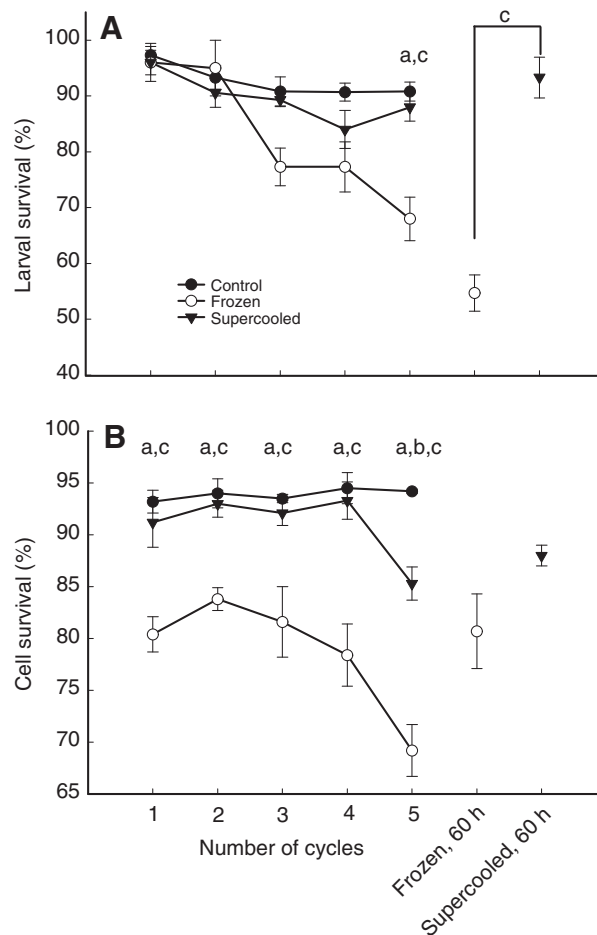 A
c
100
a,c
90
80
Larval survival (%)
70
60
Control
Frozen
Supercooled
50
40
B
100
a,c a,c a,c a,c a,b,c
95
90
85
Cell survival (%)
80
75
70
65
1 2 3 4 5
Number of cycles
Frozen, 60 h
Supercooled, 60 h